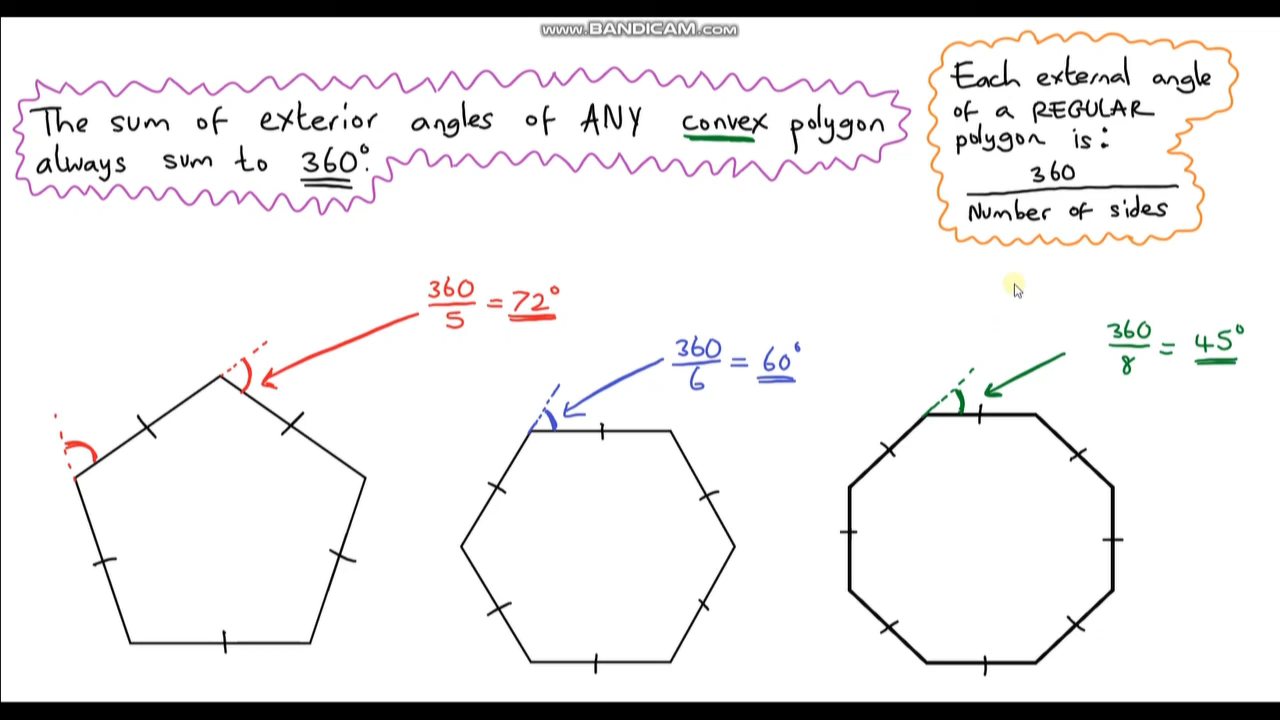 www.BANDICAM.com
The sum of exterior angles of ANY convex polygon
always sum to 360°.
Each external angle
of a REGULAR
polygon is:
360
Number of sides
360
5
= 72°
360
6
= 60°
360
8
= 45°